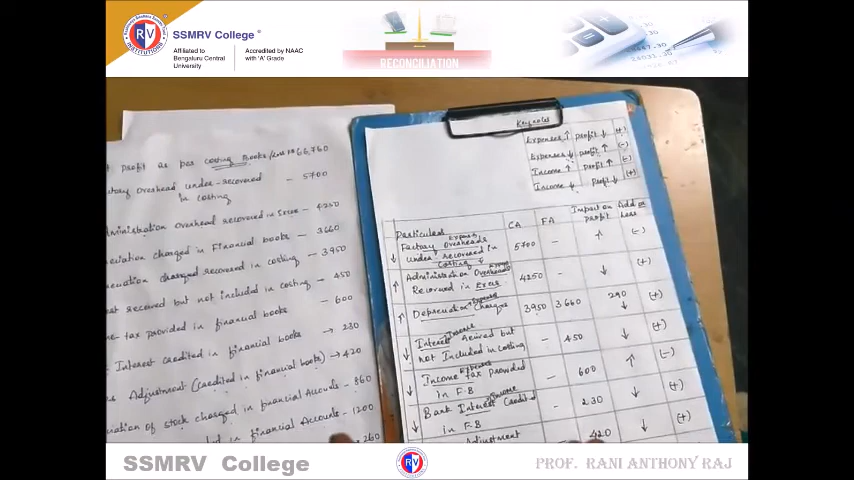 SSMRV College
Affiliated to
Bengaluru Central
University
Accredited by NAAC
with 'A' Grade
RECONCILIATION
profit as per costing Books 66,760
Factory Overhead under-recovered
in costing - 5700
Administration Overhead recovered in Excess - 4250
charged in Financial books - 3660
recovered in costing - 3950
received but not included in costing - 450
tax provided in financial books - 600
Interest credited in financial books → 230
Adjustment (Credited in financial books) → 420
of stock charged in financial Accounts - 860
in financial Accounts - 1200
- 260
Keynotes
Expenses ↑ profit ↓ (+)
Expenses ↓ profit ↑ (-)
Income ↑ profit ↑ (-)
Income ↓ profit ↓ (+)
Particulars CA FA Impact on profit Add or Less
↓ Factory Overheads Under recovered in Costing 5700 - ↑ (-)
↑ Administration Overheads Recovered in Excess 4250 - ↓ (+)
↑ Depreciation Charges 3950 3660 290 ↓ (+)
↓ Interest but not Included in costing - 450 ↓ (+)
↓ Income tax provided in F.B - 600 ↑ (-)
↓ Bank Interest Credited in F.B - 230 ↓ (+)
Adjustment 420 ↓ (+)
SSMRV College
PROF. RANI ANTHONY RAJ